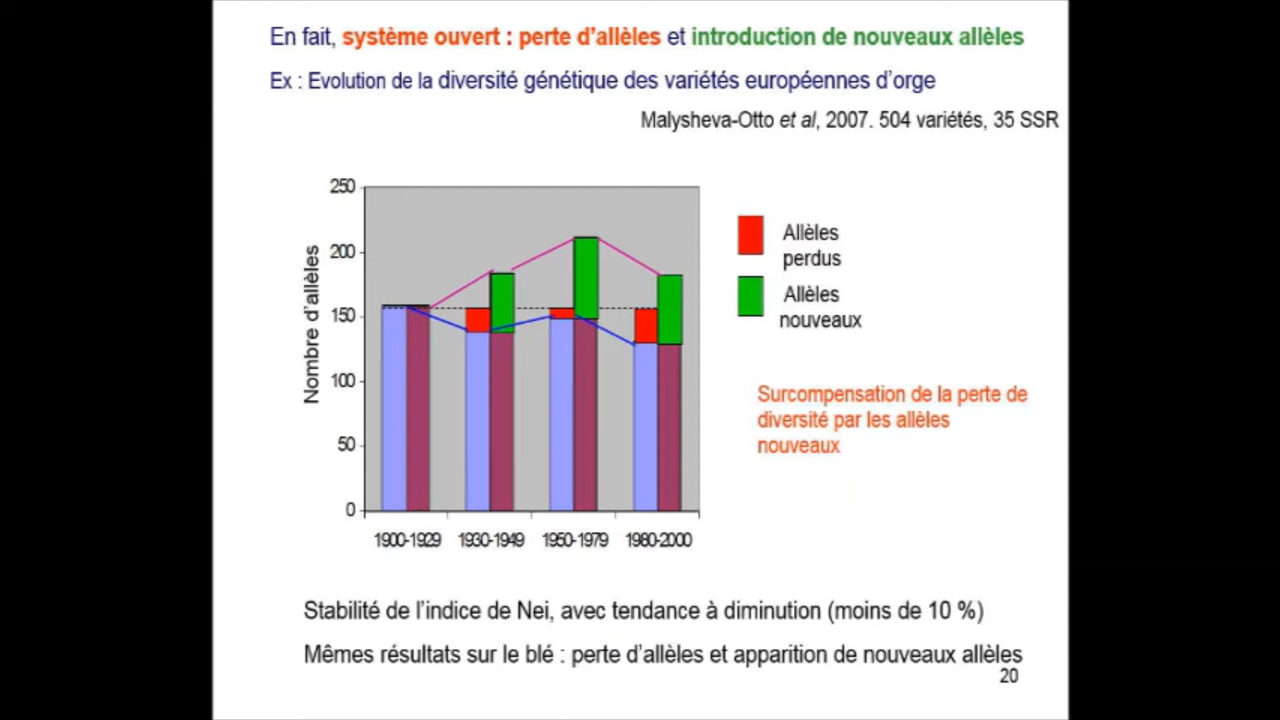 En fait, système ouvert : perte d'allèles et introduction de nouveaux allèles
Ex : Evolution de la diversité génétique des variétés européennes d'orge
Malysheva-Otto et al, 2007. 504 variétés, 35 SSR
Nombre d'allèles
250
200
150
100
50
0
1900-1929 1930-1949 1950-1979 1980-2000
Allèles
perdus
Allèles
nouveaux
Surcompensation de la perte de
diversité par les allèles
nouveaux
Stabilité de l'indice de Nei, avec tendance à diminution (moins de 10 %)
Mêmes résultats sur le blé : perte d'allèles et apparition de nouveaux allèles
20